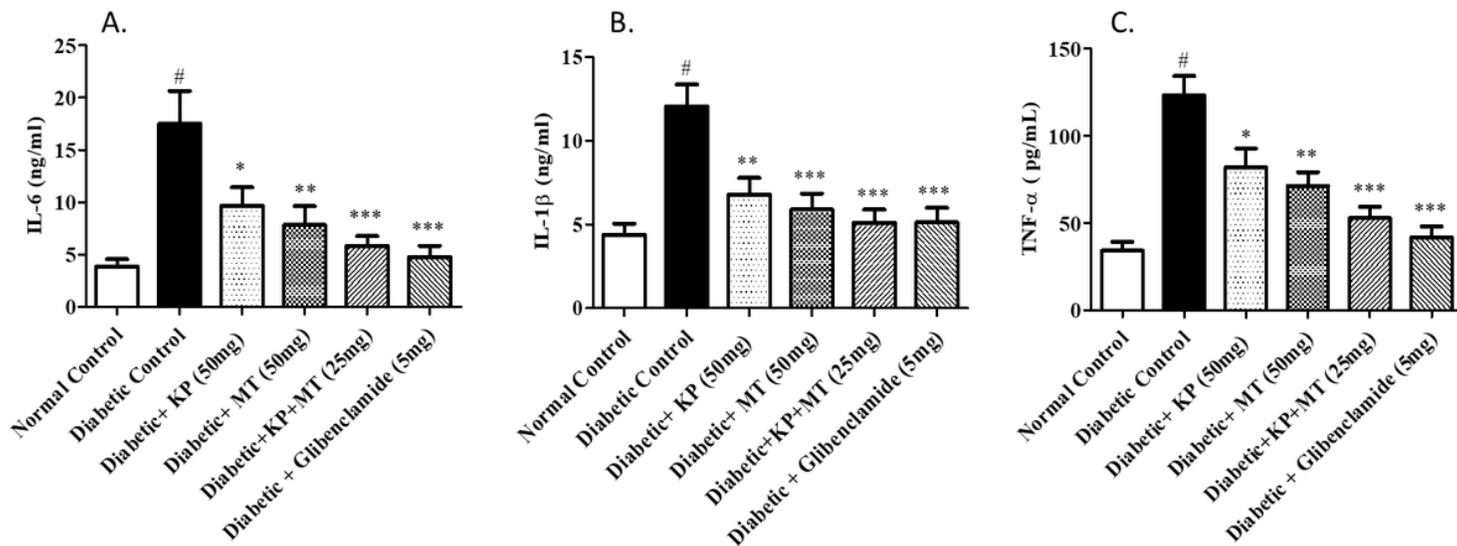 A.
25
20
15
10
5
0
IL-6 (ng/ml)
#
*
**
***
***
Normal Control
Diabetic Control
Diabetic+ KP (50mg)
Diabetic+ MT (50mg)
Diabetic+KP+MT (25mg)
Diabetic + Glibenclamide (5mg)
B.
15
10
5
0
IL-1β (ng/ml)
#
**
***
***
***
Normal Control
Diabetic Control
Diabetic+ KP (50mg)
Diabetic+ MT (50mg)
Diabetic+KP+MT (25mg)
Diabetic + Glibenclamide (5mg)
C.
150
100
50
0
TNF-α ( pg/mL)
#
*
**
***
***
Normal Control
Diabetic Control
Diabetic+ KP (50mg)
Diabetic+ MT (50mg)
Diabetic+KP+MT (25mg)
Diabetic + Glibenclamide (5mg)